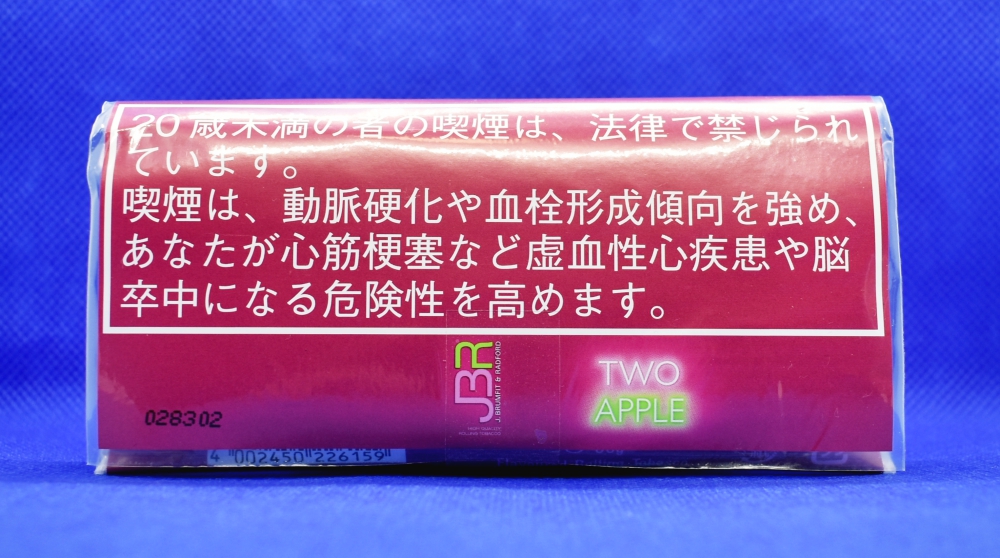 20歳未満の者の喫煙は、法律で禁じられ
ています。
喫煙は、動脈硬化や血栓形成傾向を強め、
あなたが心筋梗塞など虚血性心疾患や脳
卒中になる危険性を高めます。
JBR
J. BRUMFIT & RADFORD
TWO
APPLE
028302
4 002450 226159